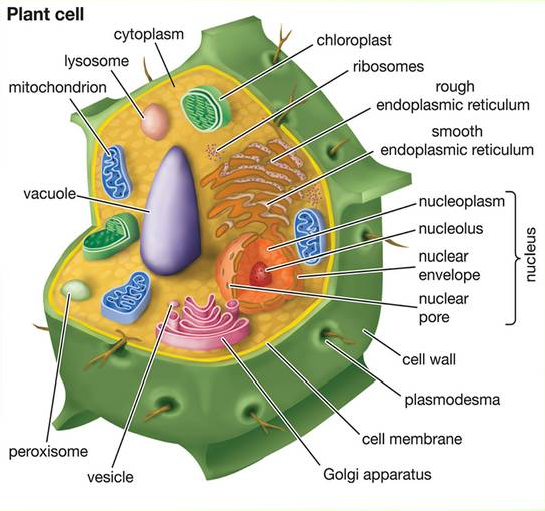 Plant cell
cytoplasm
lysosome
mitochondrion
vacuole
chloroplast
ribosomes
rough
endoplasmic reticulum
smooth
endoplasmic reticulum
nucleoplasm
nucleolus
nuclear
envelope
nuclear
pore
nucleus
cell wall
plasmodesma
cell membrane
Golgi apparatus
vesicle
peroxisome